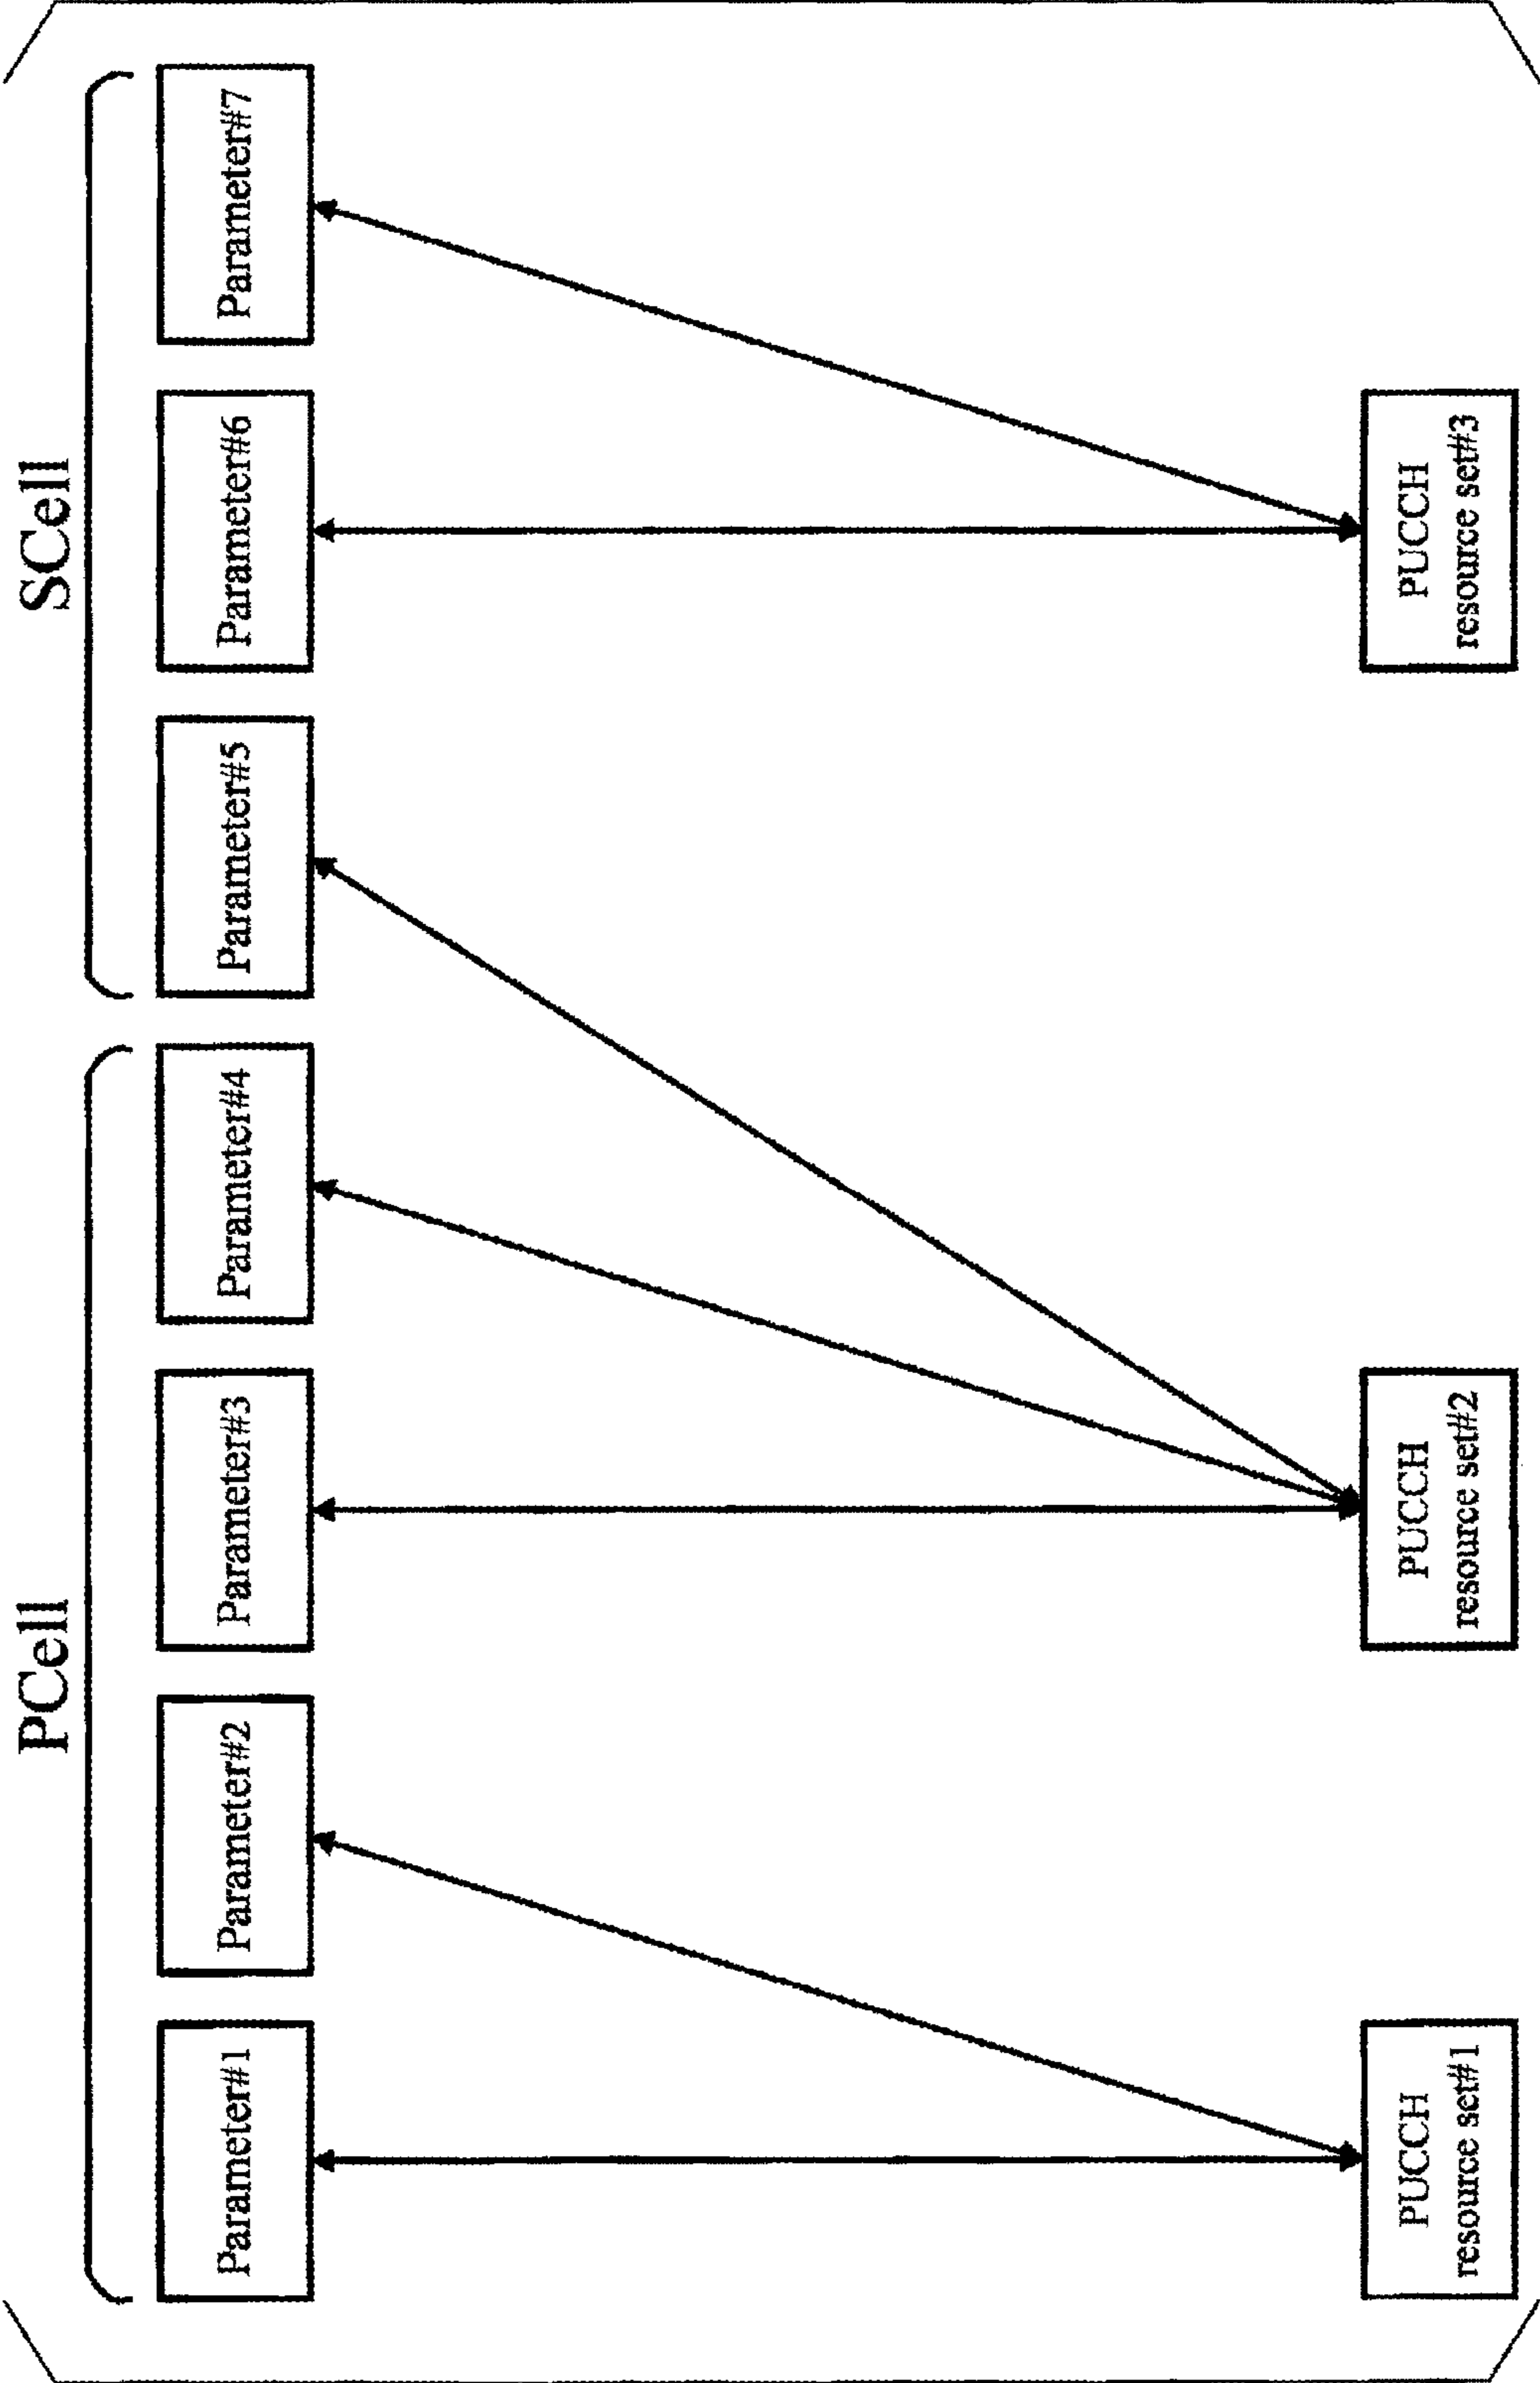 PCell
SCell
Parameter#1
Parameter#2
Parameter#3
Parameter#4
Parameter#5
Parameter#6
Parameter#7
PUCCH
resource set#1
PUCCH
resource set#2
PUCCH
resource set#3